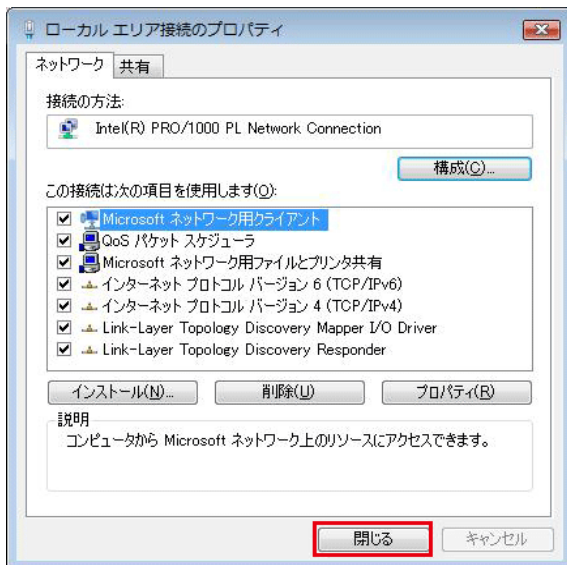 ローカル エリア接続のプロパティ
ネットワーク 共有
接続の方法:
Intel(R) PRO/1000 PL Network Connection
構成(C)...
この接続は次の項目を使用します(O):
Microsoft ネットワーク用クライアント
QoS パケット スケジューラ
Microsoft ネットワーク用ファイルとプリンタ共有
インターネット プロトコル バージョン 6 (TCP/IPv6)
インターネット プロトコル バージョン 4 (TCP/IPv4)
Link-Layer Topology Discovery Mapper I/O Driver
Link-Layer Topology Discovery Responder
インストール(N)... 削除(U) プロパティ(R)
説明
コンピュータから Microsoft ネットワーク上のリソースにアクセスできます。
閉じる キャンセル